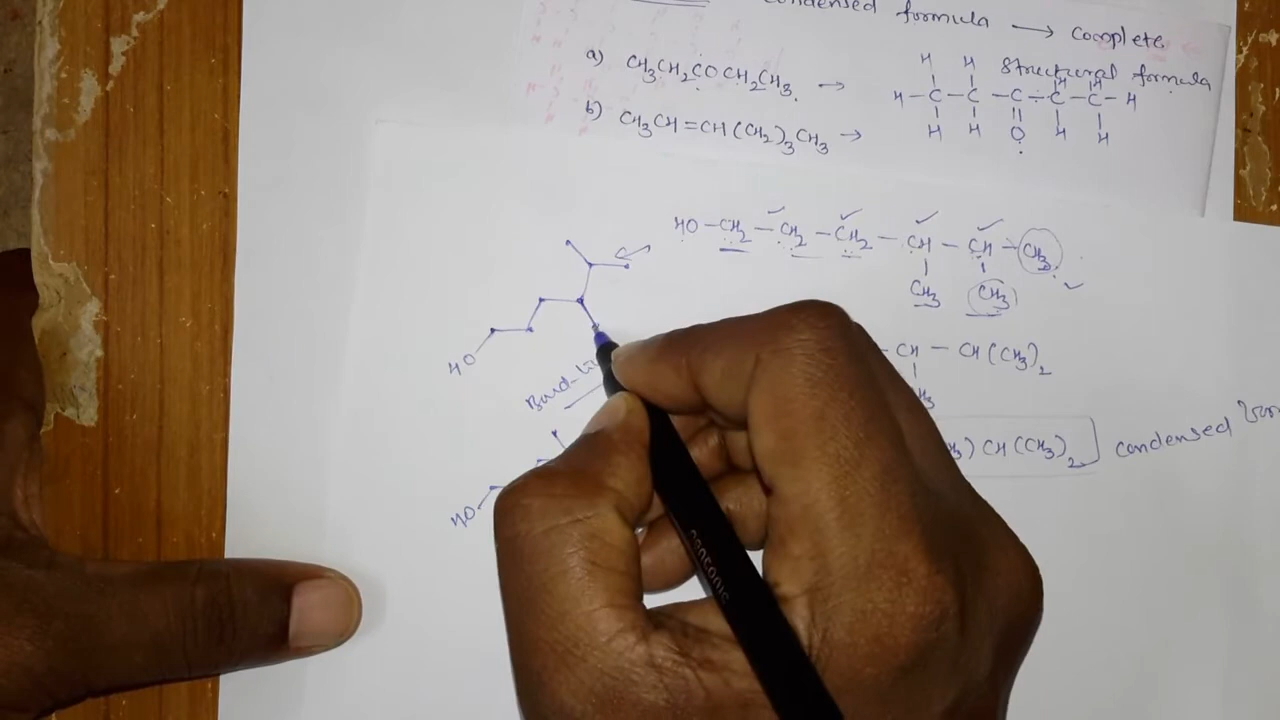 condensed formula → complete
structural formula
a) CH₃CH₂COCH₂CH₃ →
H H H H
H – C – C – C – C – C – H
H H O H H
b) CH₃CH=CH(CH₂)₃CH₃ →
HO – CH₂ – CH₂ – CH₂ – CH – CH – CH₃
CH₃ CH₃
HO
– CH – CH(CH₃)₂
Bond-
) CH(CH₃)₂] condensed
HO